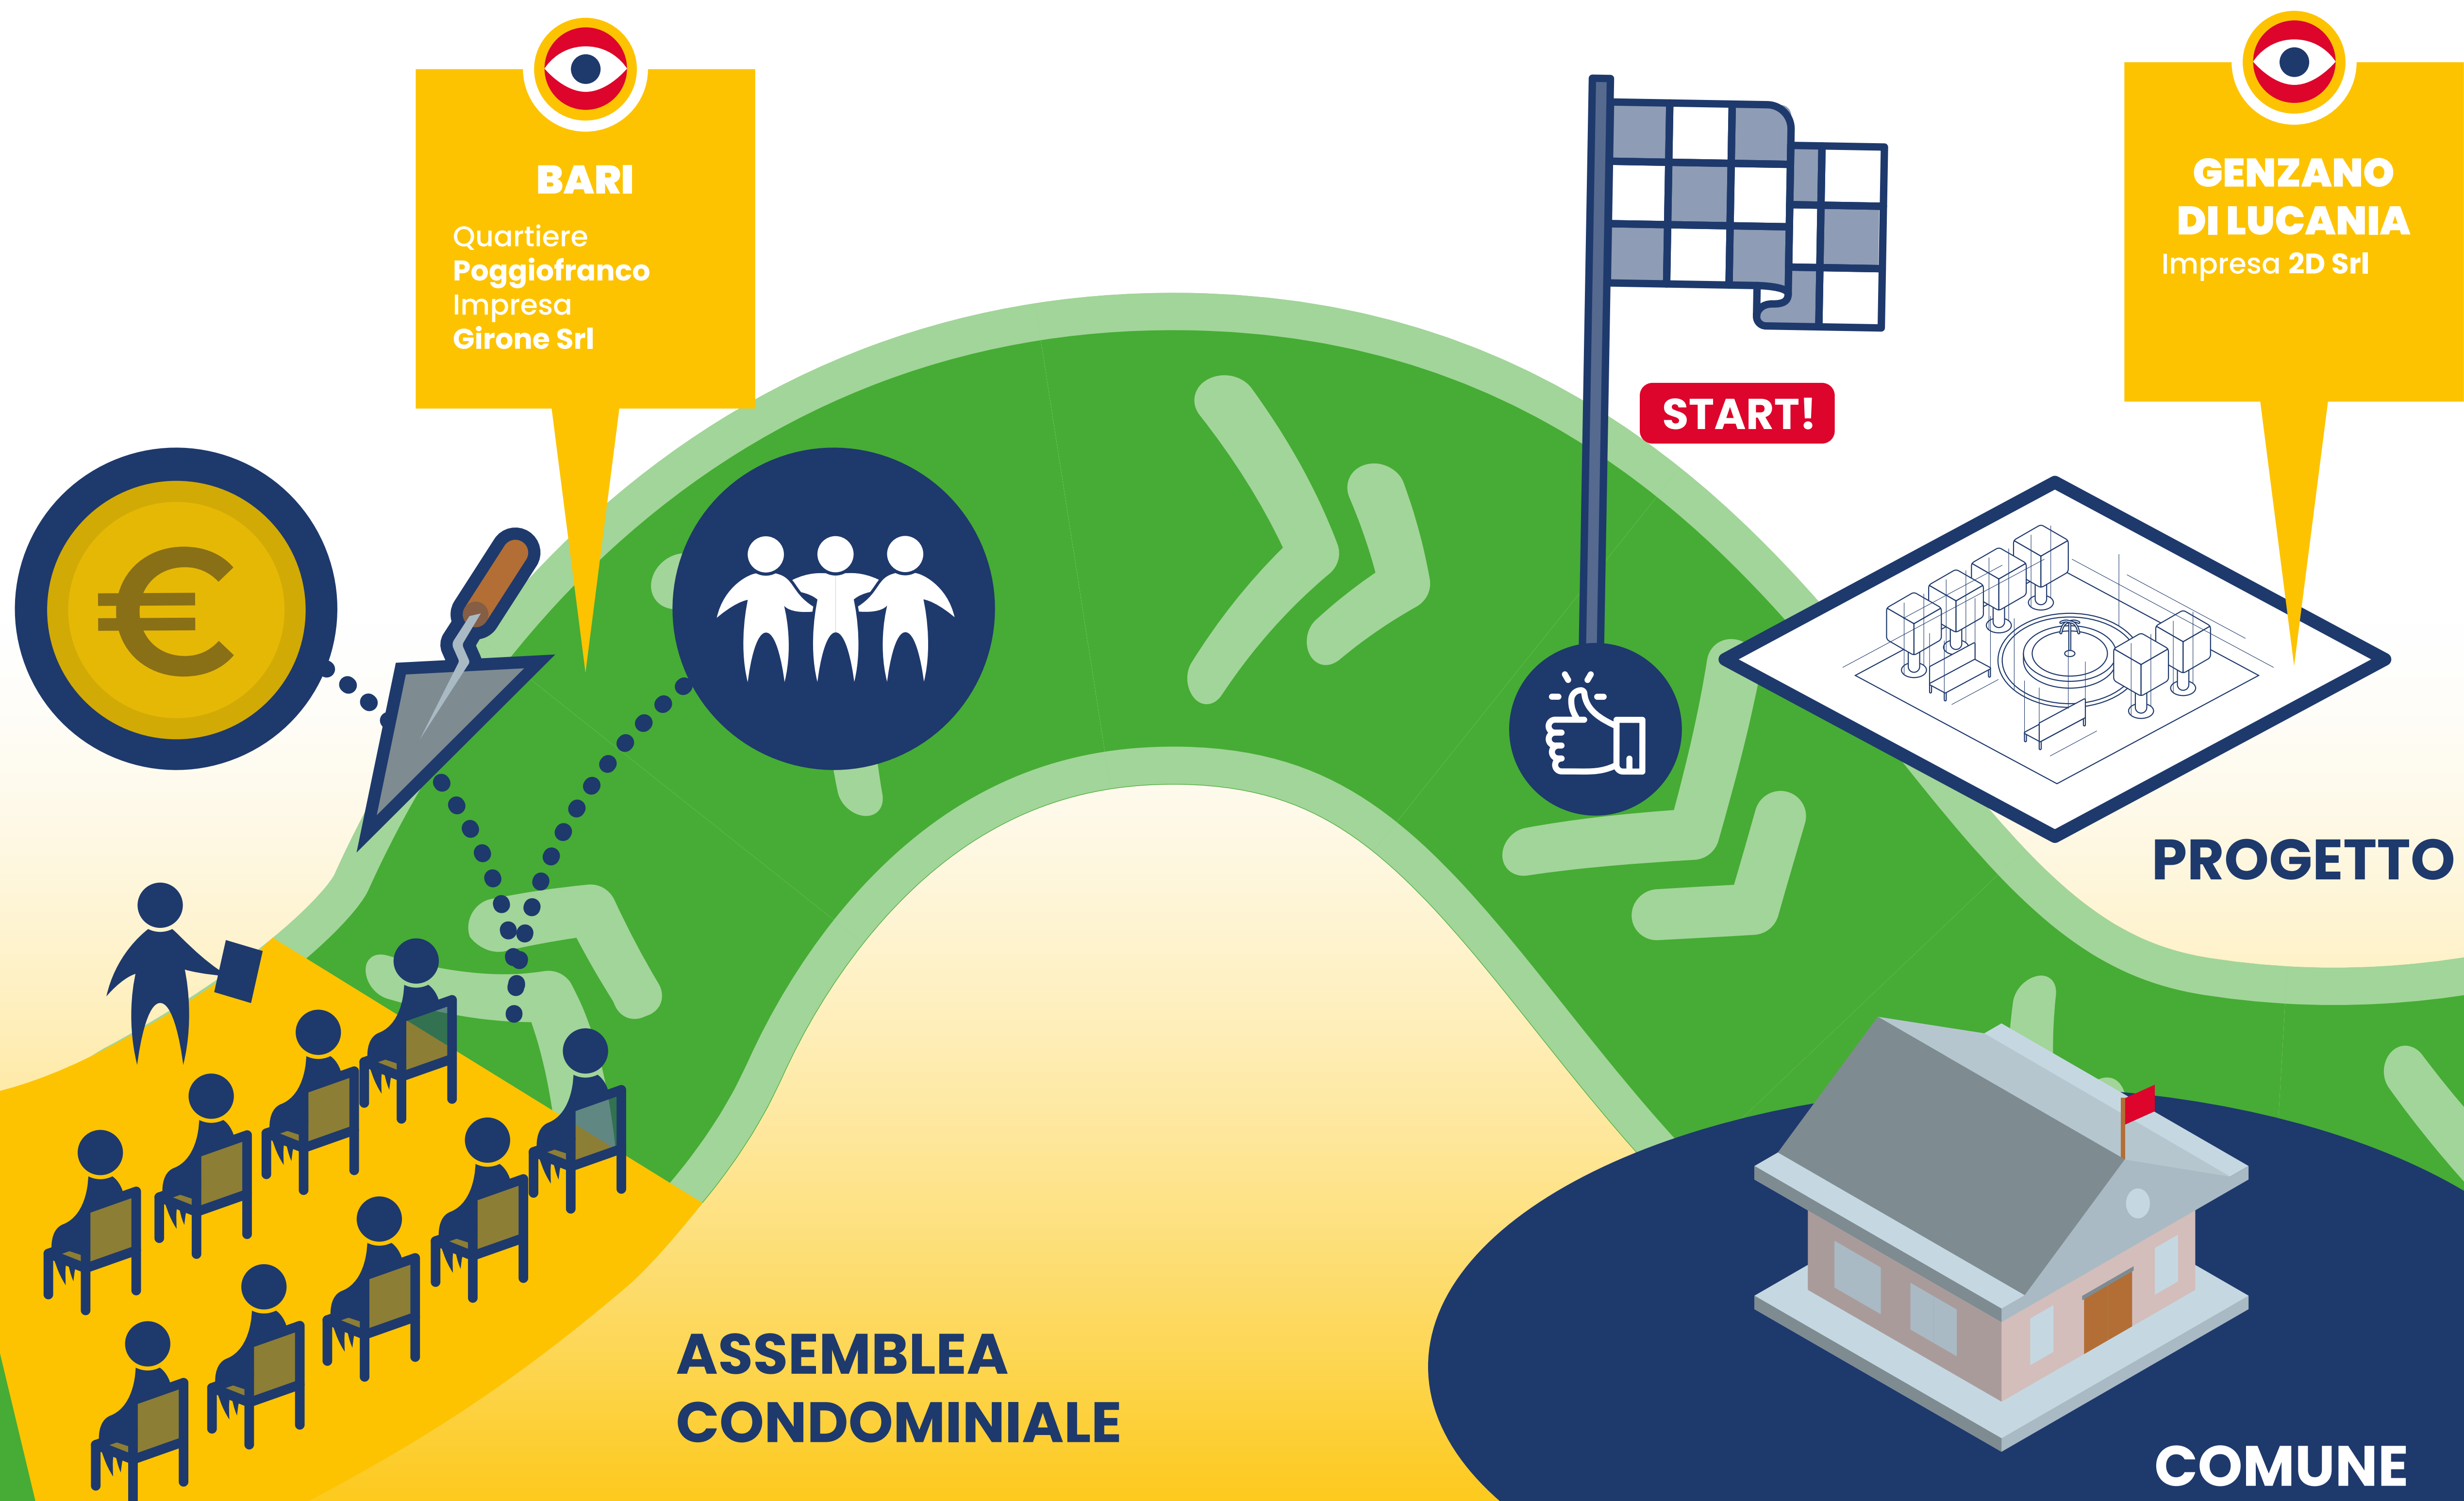 BARI
Quartiere
Poggiofranco
Impresa
Girone Srl
START!
GENZANO
DI LUCANIA
Impresa 2D Srl
€
PROGETTO
ASSEMBLEA
CONDOMINIALE
COMUNE